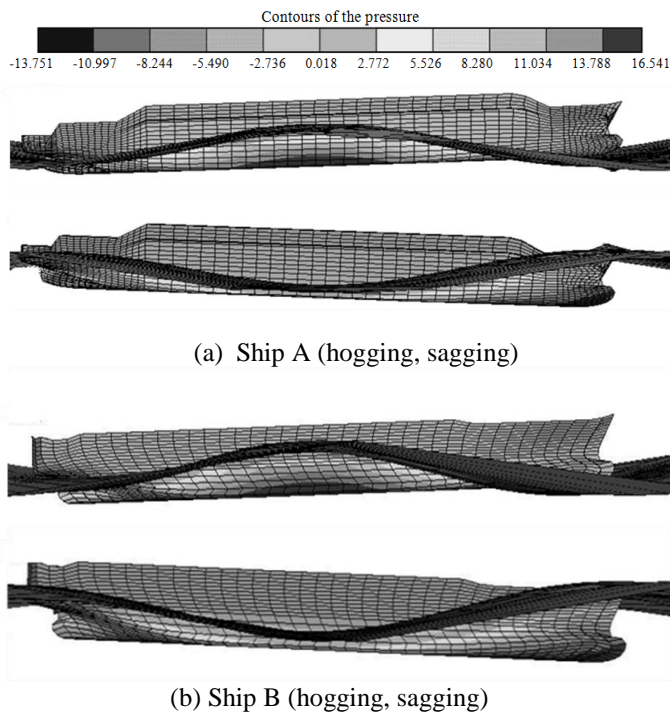 Contours of the pressure
-13.751 -10.997 -8.244 -5.490 -2.736 0.018 2.772 5.526 8.280 11.034 13.788 16.541
(a) Ship A (hogging, sagging)
(b) Ship B (hogging, sagging)